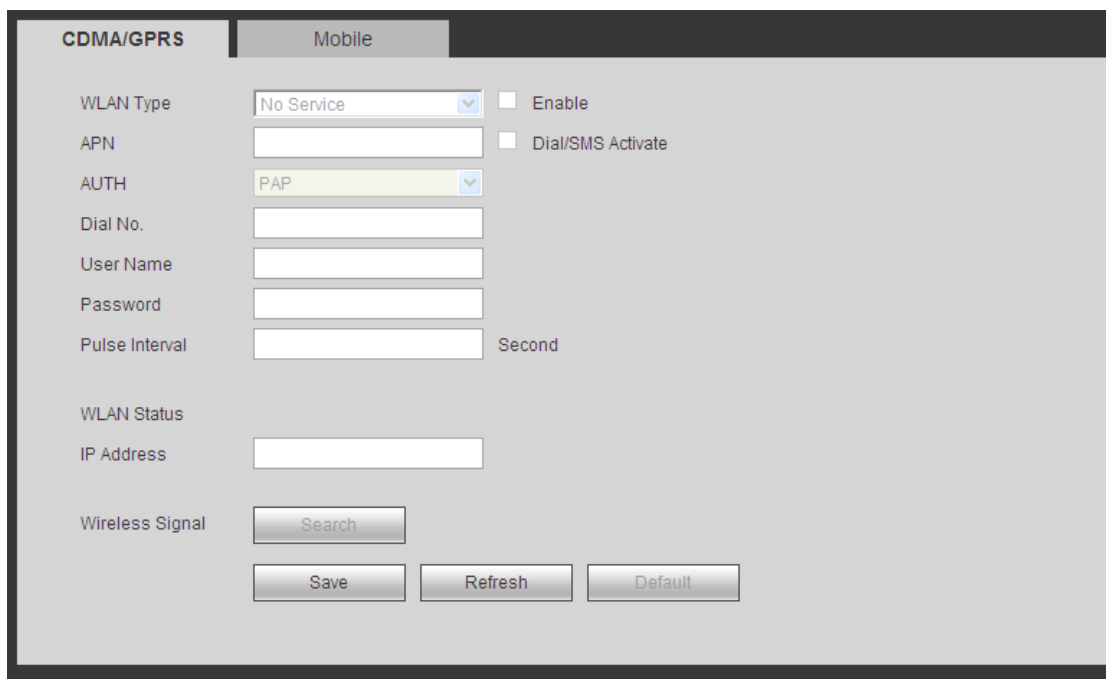 CDMA/GPRS Mobile
WLAN Type No Service Enable
APN Dial/SMS Activate
AUTH PAP
Dial No.
User Name
Password
Pulse Interval Second
WLAN Status
IP Address
Wireless Signal Search
Save Refresh Default